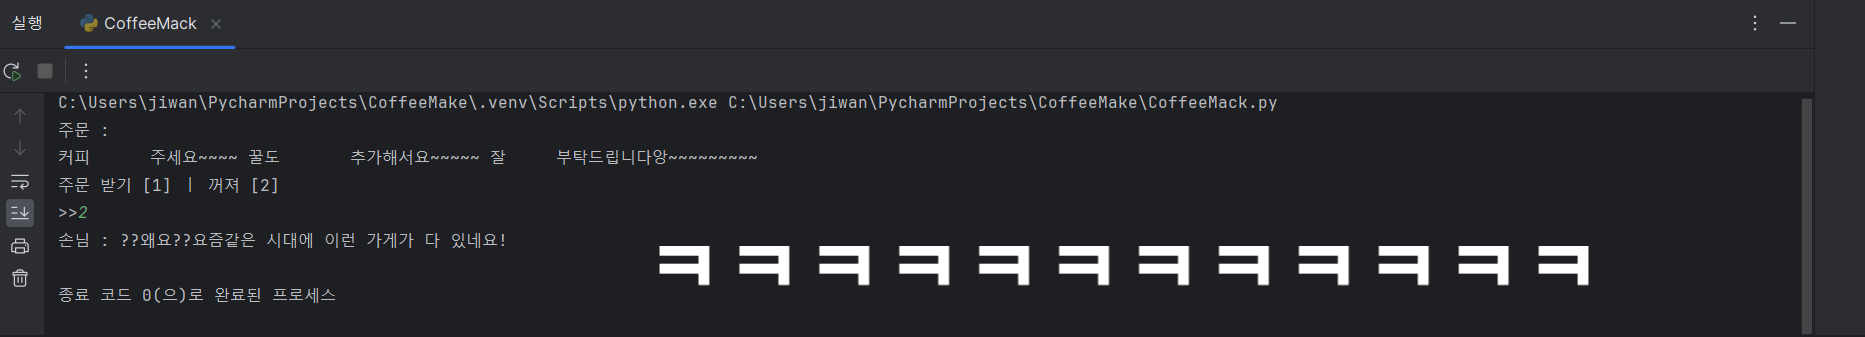 실행 CoffeeMack
C:\Users\jiwan\PycharmProjects\CoffeeMake\.venv\Scripts\python.exe C:\Users\jiwan\PycharmProjects\CoffeeMake\CoffeeMack.py
주문 :
커피      주세요~~~~ 꿀도       추가해서요~~~~~ 잘     부탁드립니다앙~~~~~~~~~
주문 받기 [1] | 꺼져 [2]
>>2
손님 : ??왜요??요즘같은 시대에 이런 가게가 다 있네요!
ㅋㅋㅋㅋㅋㅋㅋㅋㅋㅋㅋㅋ
종료 코드 0(으)로 완료된 프로세스